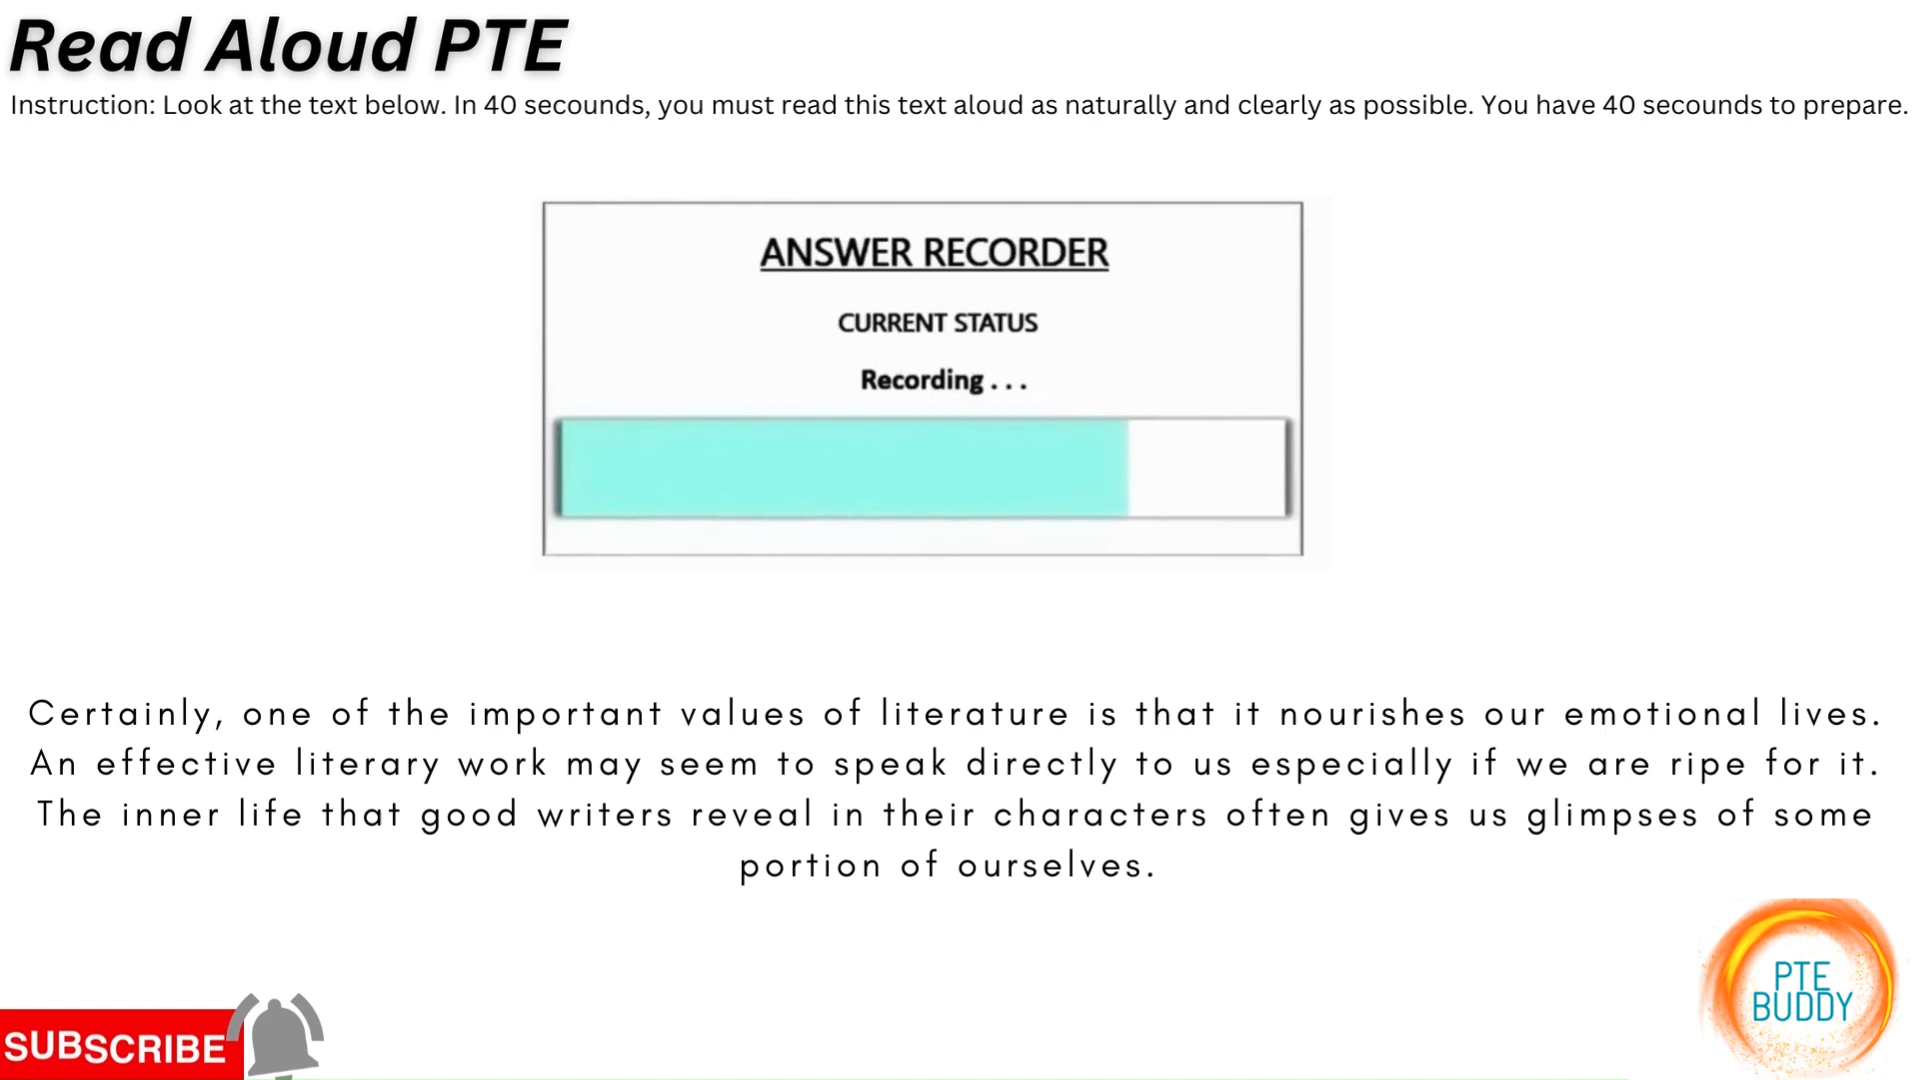 Read Aloud PTE
Instruction: Look at the text below. In 40 secounds, you must read this text aloud as naturally and clearly as possible. You have 40 secounds to prepare.
ANSWER RECORDER
CURRENT STATUS
Recording . . .
Certainly, one of the important values of literature is that it nourishes our emotional lives.
An effective literary work may seem to speak directly to us especially if we are ripe for it.
The inner life that good writers reveal in their characters often gives us glimpses of some
portion of ourselves.
PTE
BUDDY
SUBSCRIBE